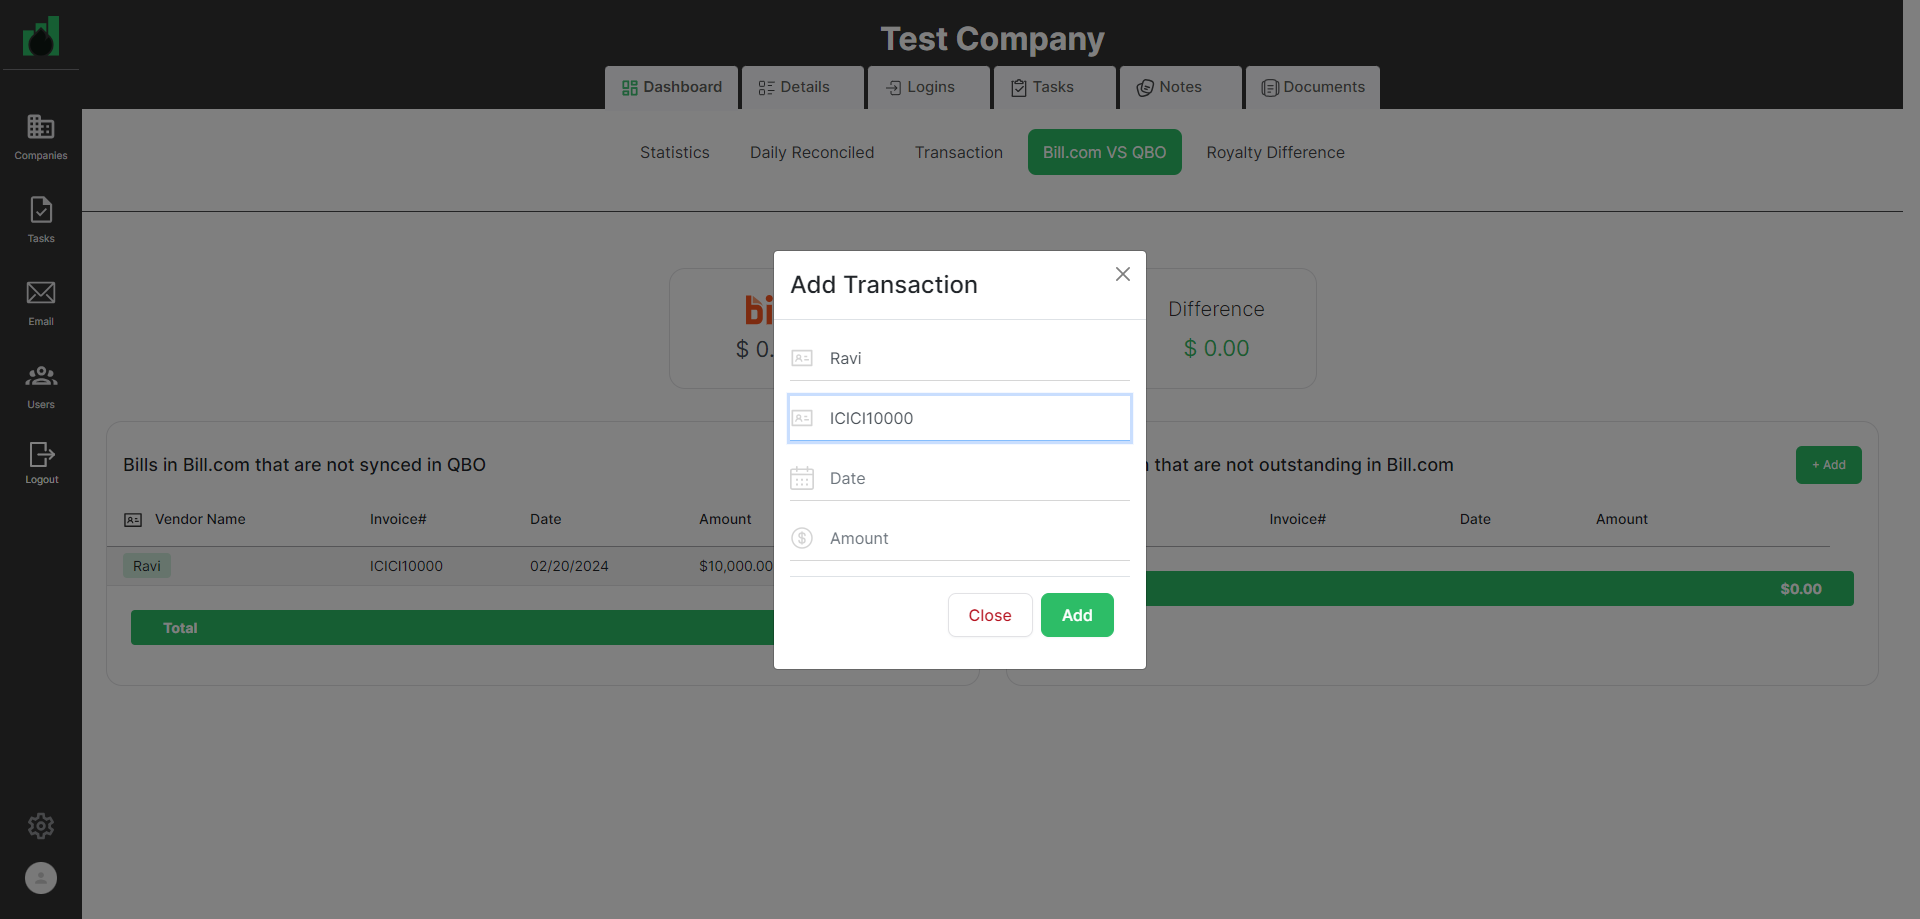 Test Company
Dashboard
Details
Logins
Tasks
Notes
Documents
Companies
Tasks
Email
Users
Logout
Statistics
Daily Reconciled
Transaction
Bill.com VS QBO
Royalty Difference
bi
$ 0.
Difference
$ 0.00
Add Transaction
Ravi
ICICI10000
Date
Amount
Close
Add
Bills in Bill.com that are not synced in QBO
Vendor Name Invoice# Date Amount
Ravi ICICI10000 02/20/2024 $10,000.00
Total
that are not outstanding in Bill.com
+ Add
Invoice# Date Amount
$0.00